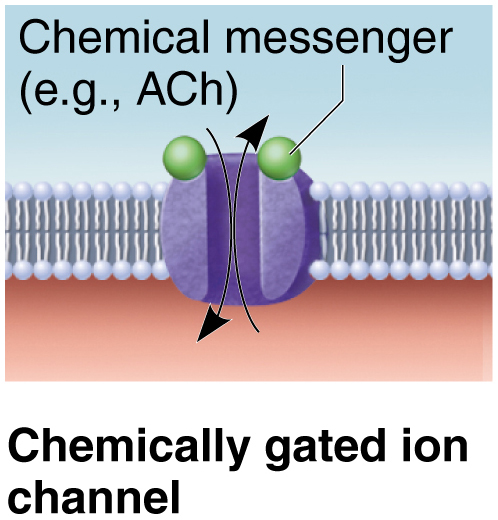 Chemical messenger
(e.g., ACh)
Chemically gated ion
channel